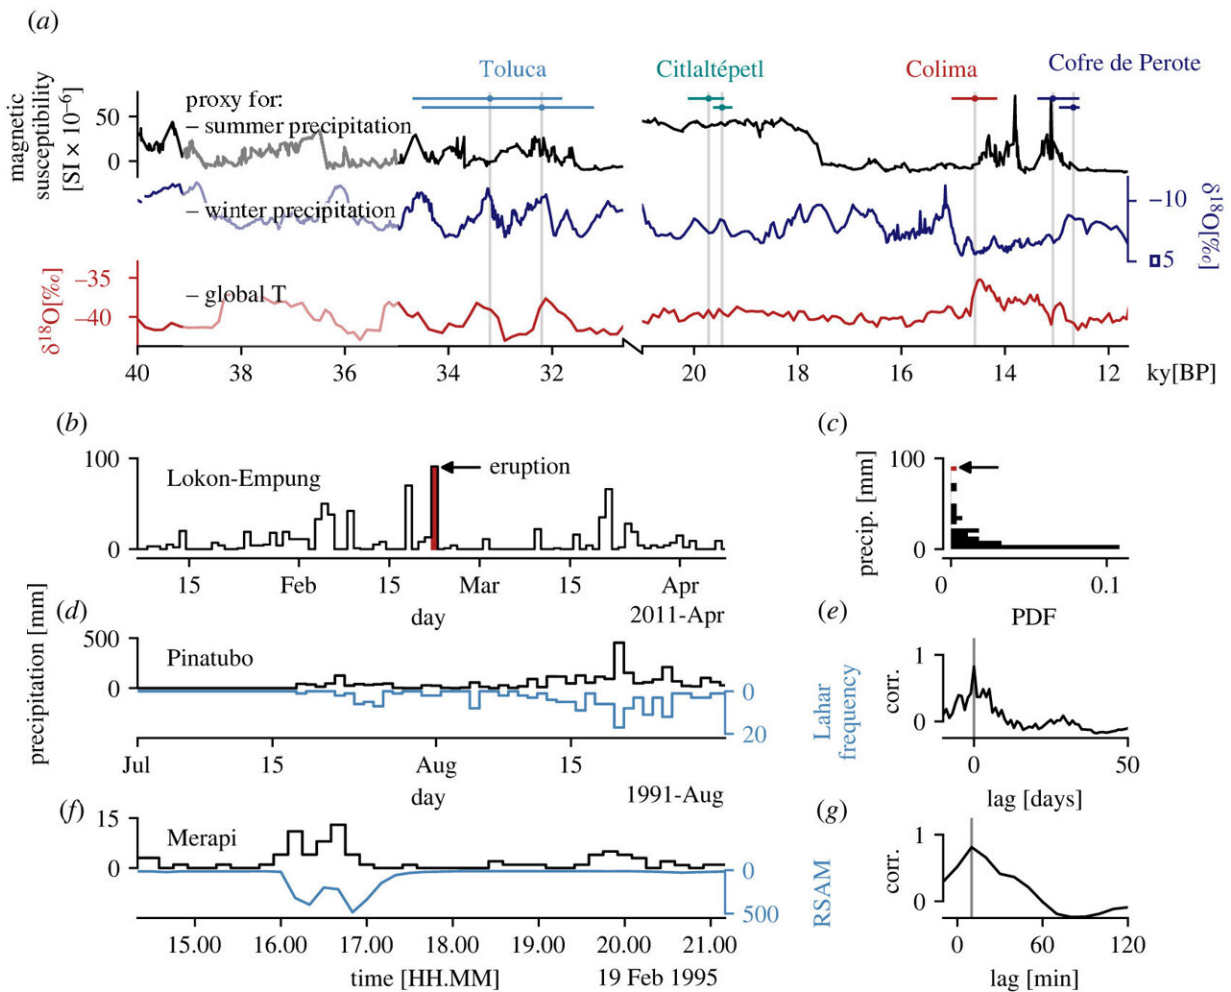 (a)
Toluca
Citlaltépetl
Colima
Cofre de Perote
magnetic
susceptibility
[SI × 10⁻⁶]
50
0
proxy for:
– summer precipitation
– winter precipitation
– global T
−10
5
δ¹⁸O[‰]
δ¹⁸O[‰]
−35
−40
40
38
36
34
32
20
18
16
14
12
ky[BP]
(b)
(c)
100
0
Lokon-Empung
eruption
15
Feb
15
Mar
15
Apr
day
2011-Apr
precip. [mm]
100
0
0
0.1
PDF
precipitation [mm]
(d)
(e)
500
0
Pinatubo
0
20
Lahar
frequency
Jul
15
Aug
15
day
1991-Aug
corr.
1
0
0
50
lag [days]
(f)
(g)
15
0
Merapi
0
500
RSAM
15.00
16.00
17.00
18.00
19.00
20.00
21.00
time [HH.MM]
19 Feb 1995
corr.
1
0
0
60
120
lag [min]